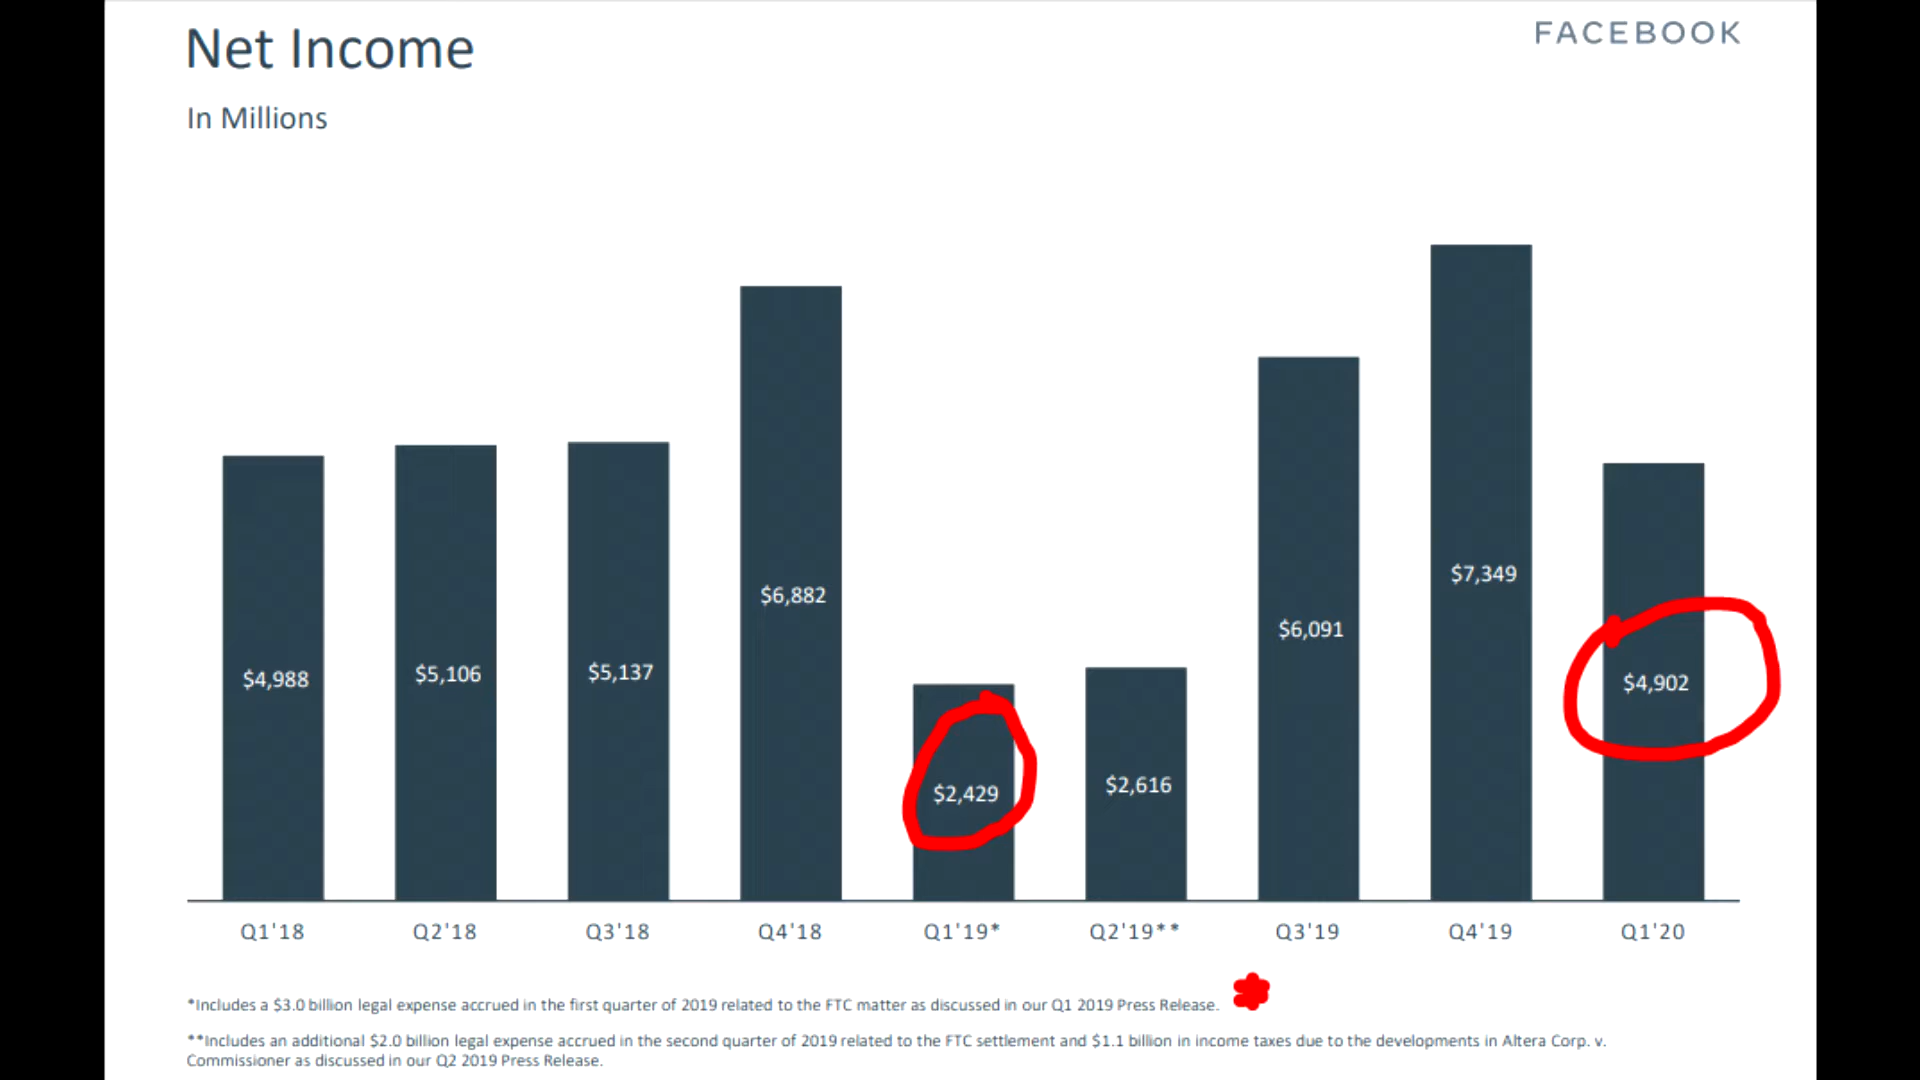 Net Income
FACEBOOK
In Millions
$4,988
$5,106
$5,137
$6,882
$2,429
$2,616
$6,091
$7,349
$4,902
Q1'18
Q2'18
Q3'18
Q4'18
Q1'19*
Q2'19**
Q3'19
Q4'19
Q1'20
*Includes a $3.0 billion legal expense accrued in the first quarter of 2019 related to the FTC matter as discussed in our Q1 2019 Press Release.
**Includes an additional $2.0 billion legal expense accrued in the second quarter of 2019 related to the FTC settlement and $1.1 billion in income taxes due to the developments in Altera Corp. v.
Commissioner as discussed in our Q2 2019 Press Release.